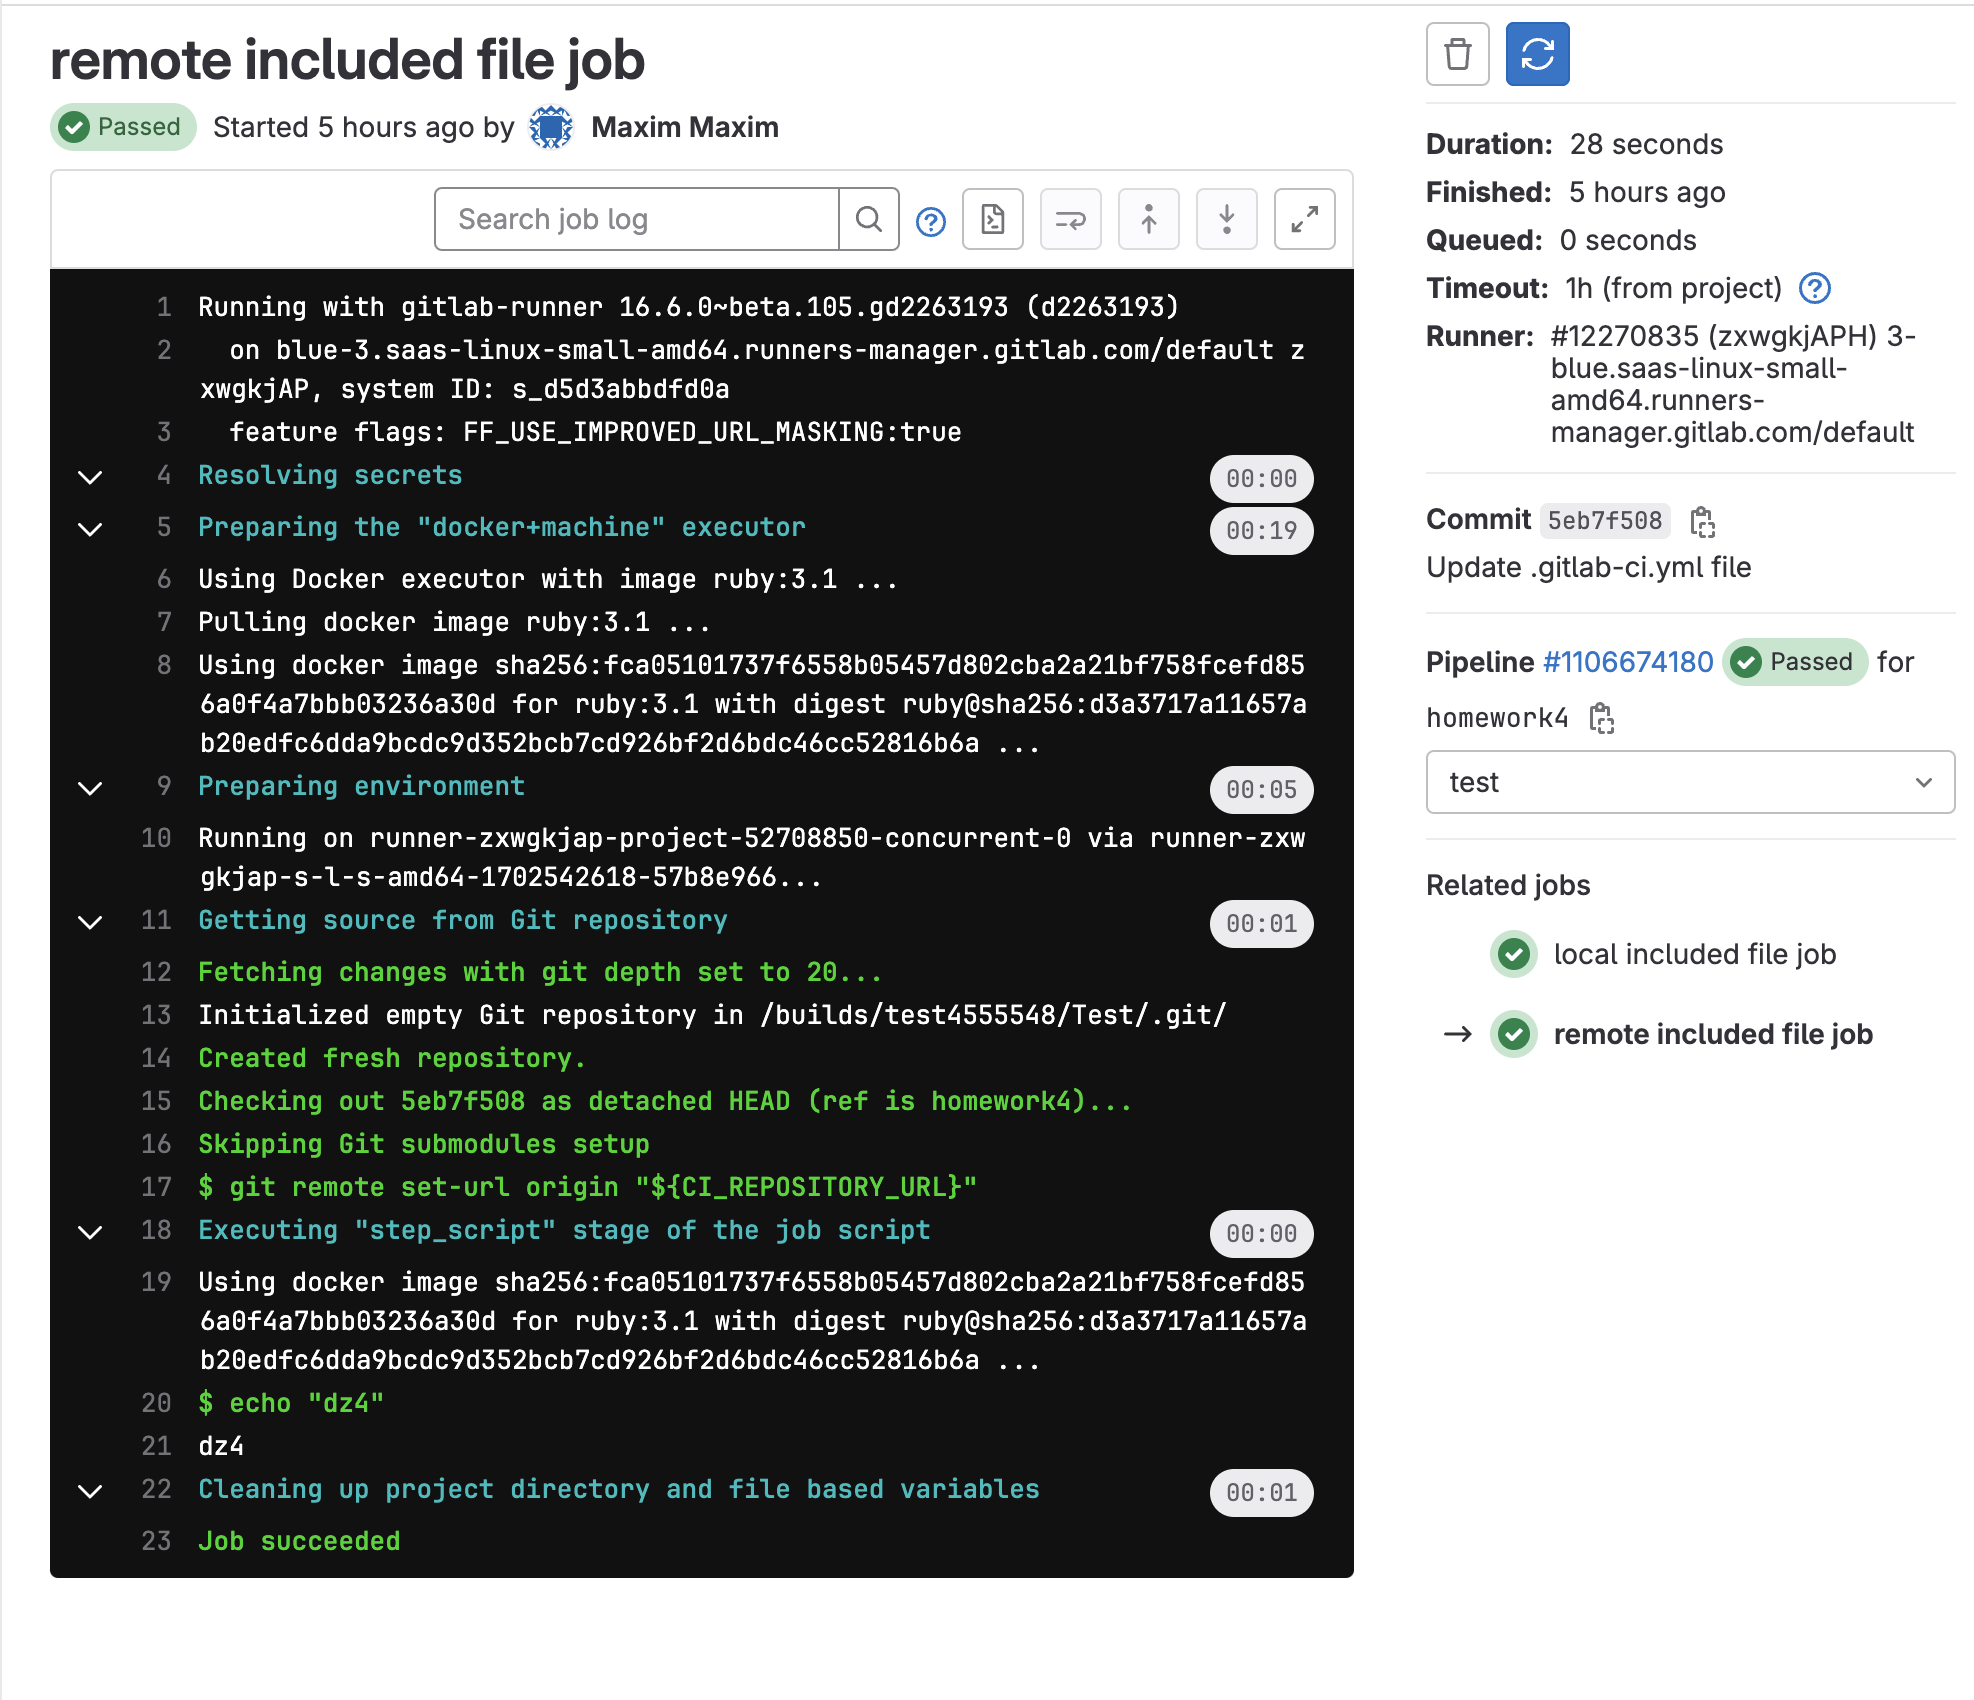 remote included file job
Passed Started 5 hours ago by Maxim Maxim
Search job log
1 Running with gitlab-runner 16.6.0~beta.105.gd2263193 (d2263193)
2 on blue-3.saas-linux-small-amd64.runners-manager.gitlab.com/default z
xwgkjAP, system ID: s_d5d3abbdfd0a
3 feature flags: FF_USE_IMPROVED_URL_MASKING:true
4 Resolving secrets 00:00
5 Preparing the "docker+machine" executor 00:19
6 Using Docker executor with image ruby:3.1 ...
7 Pulling docker image ruby:3.1 ...
8 Using docker image sha256:fca05101737f6558b05457d802cba2a21bf758fcefd85
6a0f4a7bbb03236a30d for ruby:3.1 with digest ruby@sha256:d3a3717a11657a
b20edfc6dda9bcdc9d352bcb7cd926bf2d6bdc46cc52816b6a ...
9 Preparing environment 00:05
10 Running on runner-zxwgkjap-project-52708850-concurrent-0 via runner-zxw
gkjap-s-l-s-amd64-1702542618-57b8e966...
11 Getting source from Git repository 00:01
12 Fetching changes with git depth set to 20...
13 Initialized empty Git repository in /builds/test4555548/Test/.git/
14 Created fresh repository.
15 Checking out 5eb7f508 as detached HEAD (ref is homework4)...
16 Skipping Git submodules setup
17 $ git remote set-url origin "${CI_REPOSITORY_URL}"
18 Executing "step_script" stage of the job script 00:00
19 Using docker image sha256:fca05101737f6558b05457d802cba2a21bf758fcefd85
6a0f4a7bbb03236a30d for ruby:3.1 with digest ruby@sha256:d3a3717a11657a
b20edfc6dda9bcdc9d352bcb7cd926bf2d6bdc46cc52816b6a ...
20 $ echo "dz4"
21 dz4
22 Cleaning up project directory and file based variables 00:01
23 Job succeeded
Duration: 28 seconds
Finished: 5 hours ago
Queued: 0 seconds
Timeout: 1h (from project)
Runner: #12270835 (zxwgkjAPH) 3-
blue.saas-linux-small-
amd64.runners-
manager.gitlab.com/default
Commit 5eb7f508
Update .gitlab-ci.yml file
Pipeline #1106674180 Passed for
homework4
test
Related jobs
local included file job
→ remote included file job